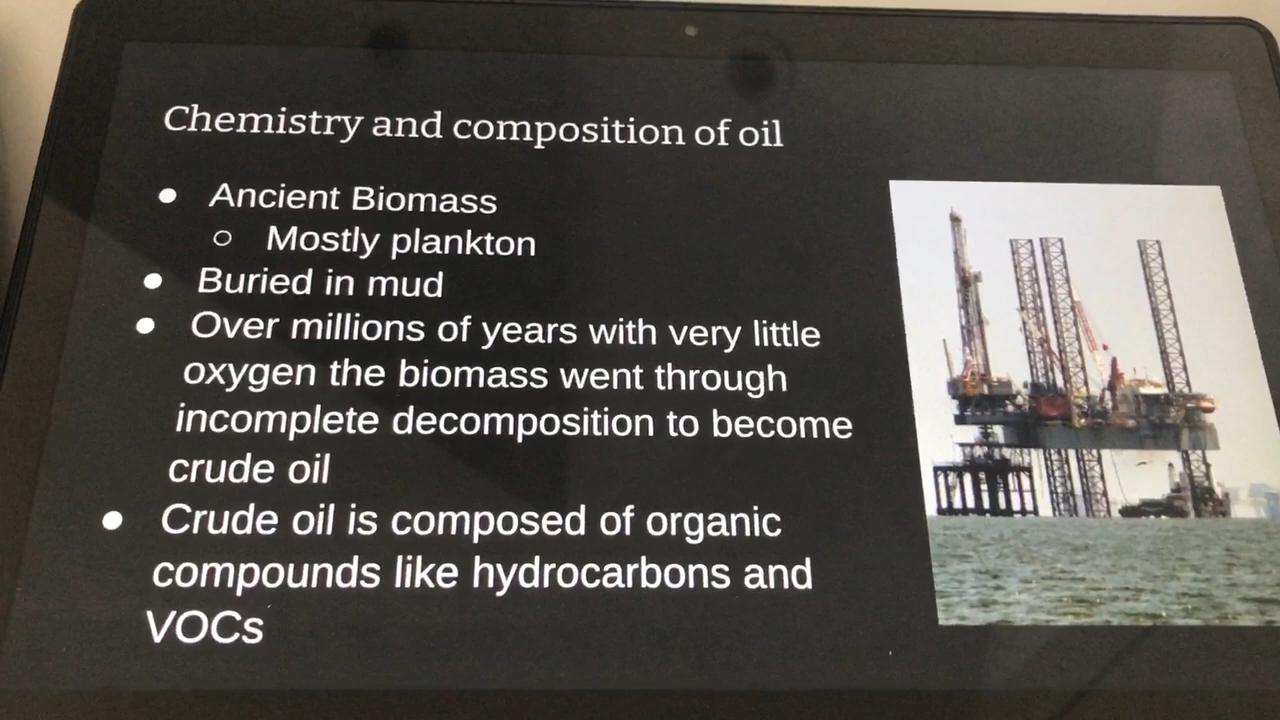 Chemistry and composition of oil
● Ancient Biomass
○ Mostly plankton
● Buried in mud
● Over millions of years with very little
oxygen the biomass went through
incomplete decomposition to become
crude oil
● Crude oil is composed of organic
compounds like hydrocarbons and
VOCs